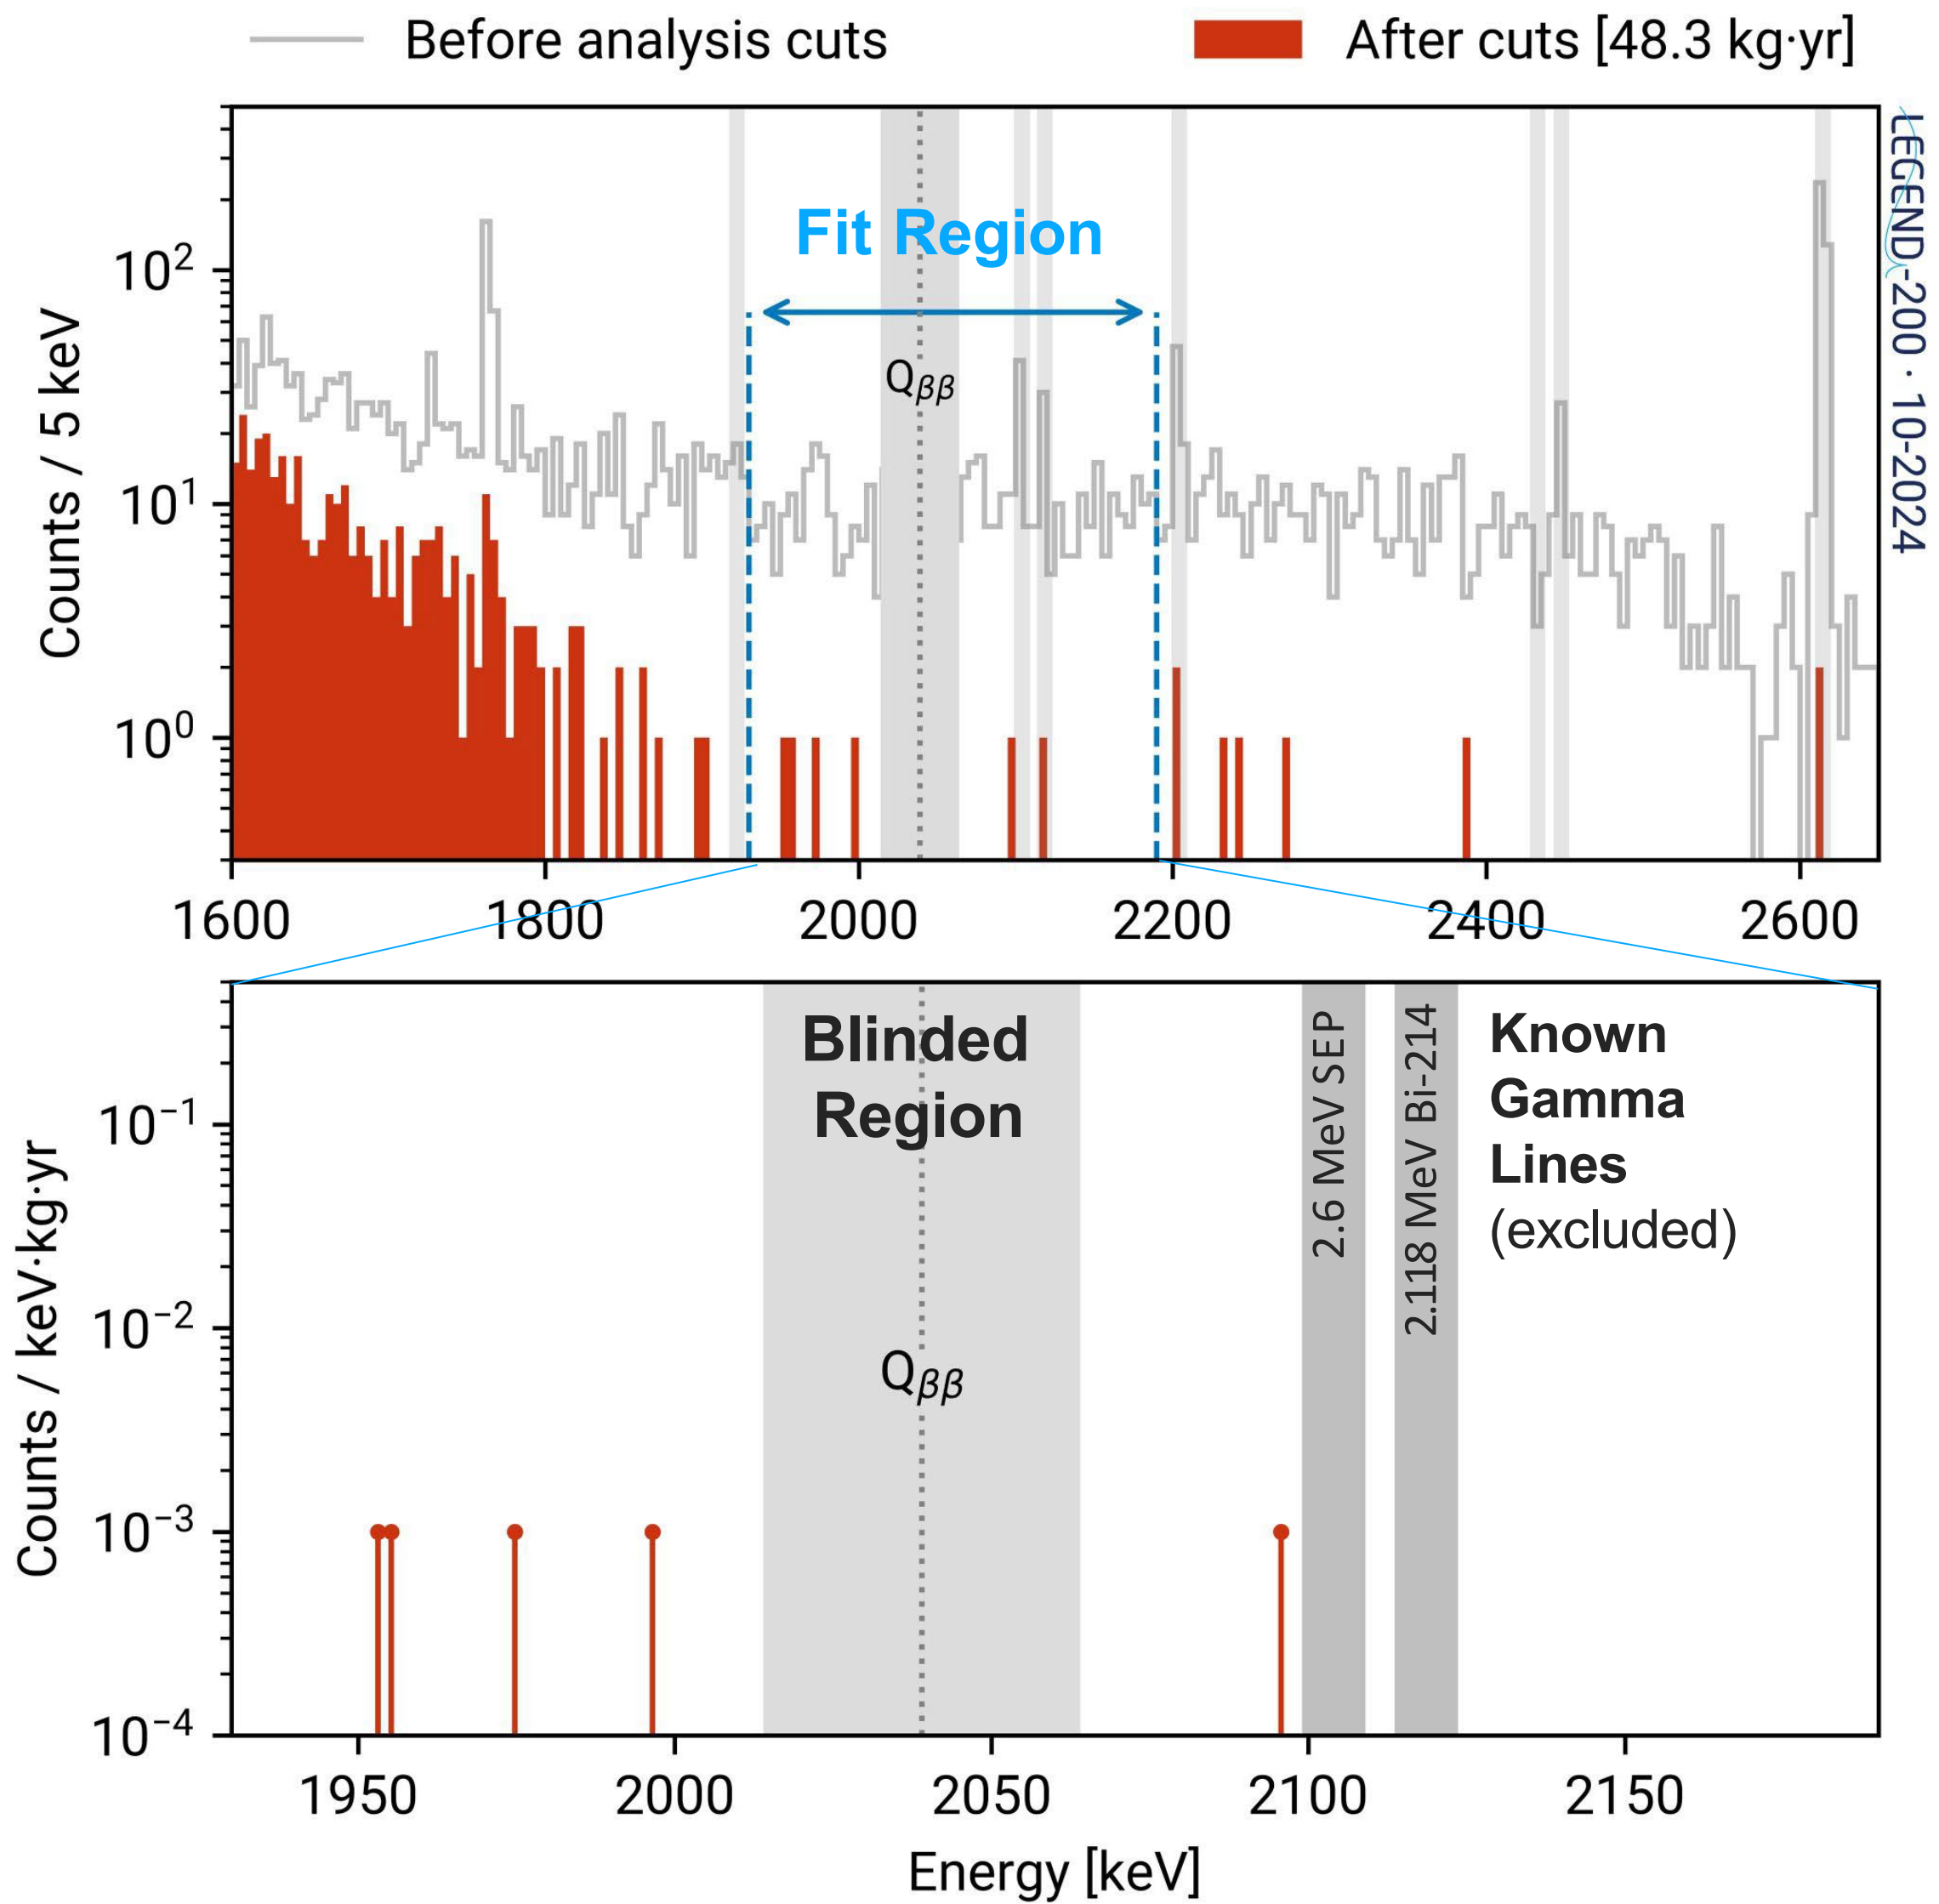 Before analysis cuts
After cuts [48.3 kg·yr]
LEGEND-200 · 10-2024
Counts / 5 keV
10²
10¹
10⁰
Fit Region
Qββ
1600 1800 2000 2200 2400 2600
Counts / keV·kg·yr
10⁻¹
10⁻²
10⁻³
10⁻⁴
Blinded
Region
Qββ
2.6 MeV SEP
2.118 MeV Bi-214
Known
Gamma
Lines
(excluded)
1950 2000 2050 2100 2150
Energy [keV]